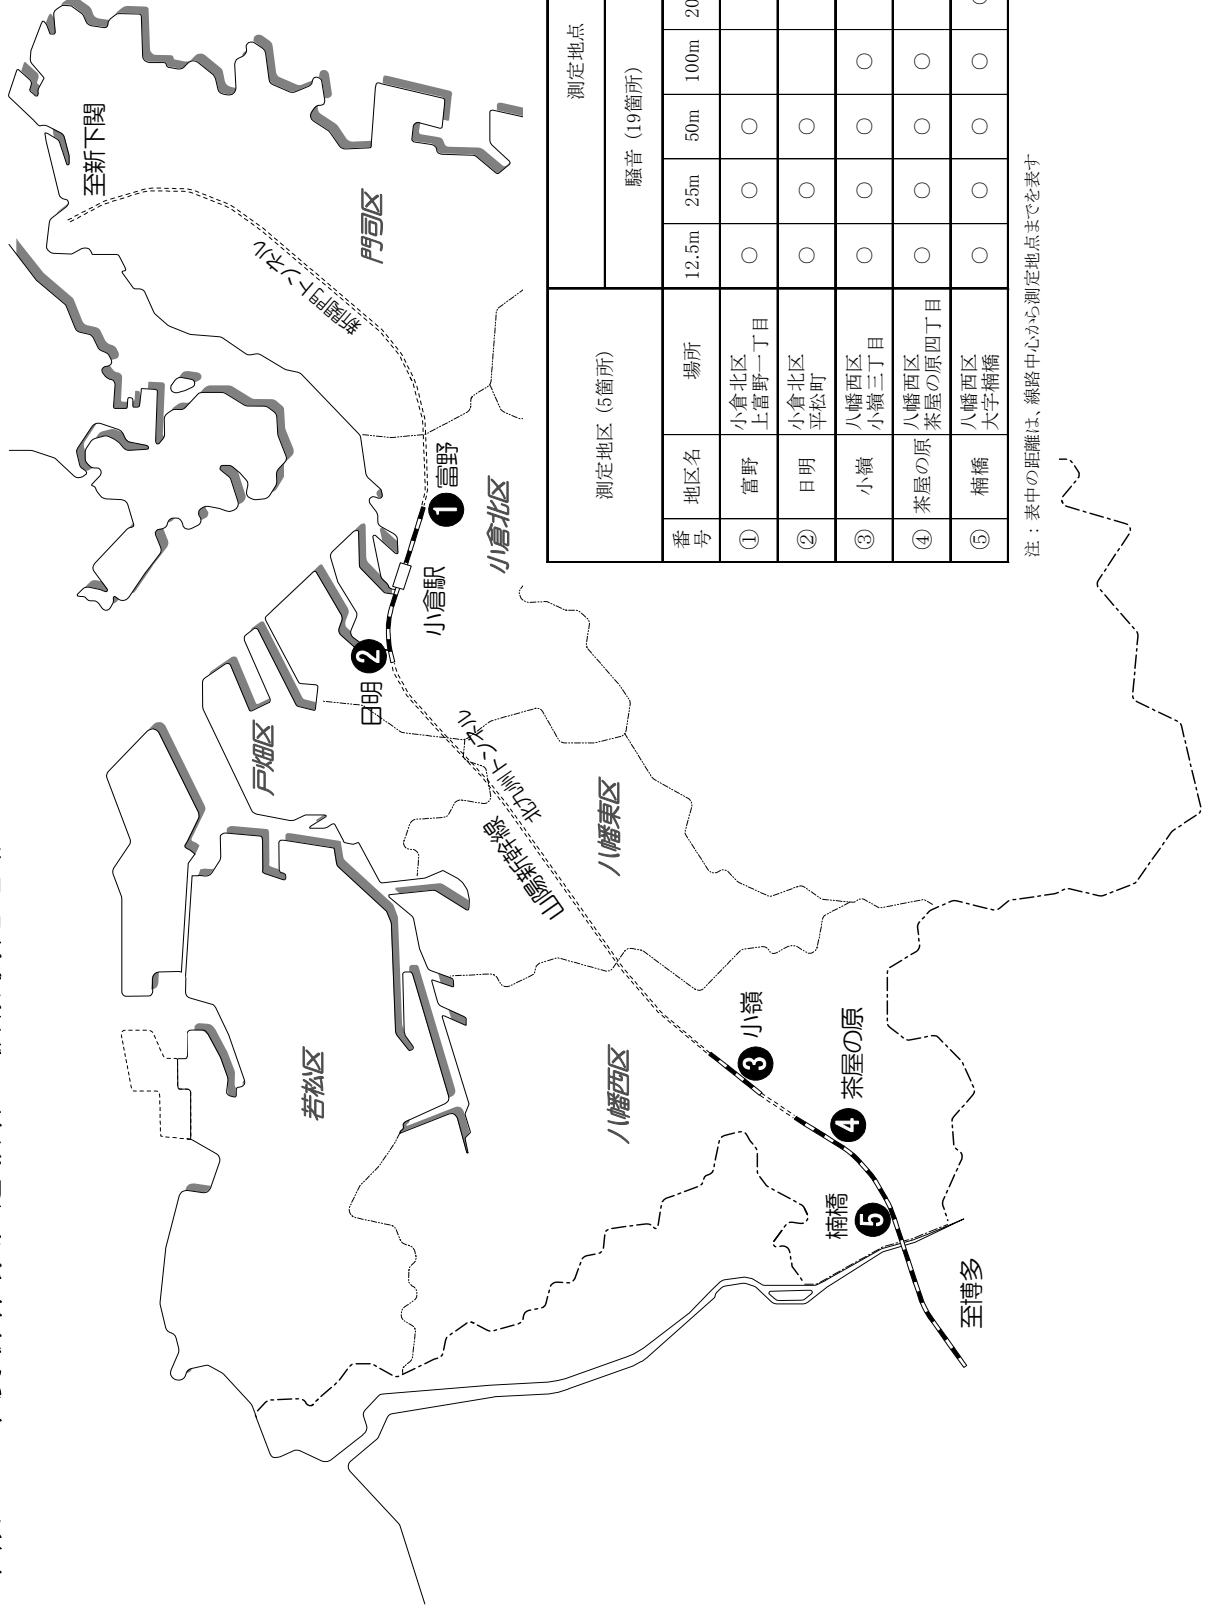 至新下関
新関門トンネル
門司区
富野
1
小倉北区
小倉駅
2
日明
戸畑区
北九州トンネル
山陽新幹線
八幡東区
若松区
八幡西区
3
小嶺
4
茶屋の原
楠橋
5
至博多
測定地区 (5箇所)
測定地点
騒音 (19箇所)
番号 地区名 場所 12.5m 25m 50m 100m 20
① 富野 小倉北区 上富野一丁目 ○ ○ ○
② 日明 小倉北区 平松町 ○ ○ ○
③ 小嶺 八幡西区 小嶺三丁目 ○ ○ ○ ○
④ 茶屋の原 八幡西区 茶屋の原四丁目 ○ ○ ○ ○
⑤ 楠橋 八幡西区 大字楠橋 ○ ○ ○ ○ ○
注：表中の距離は、線路中心から測定地点までを表す